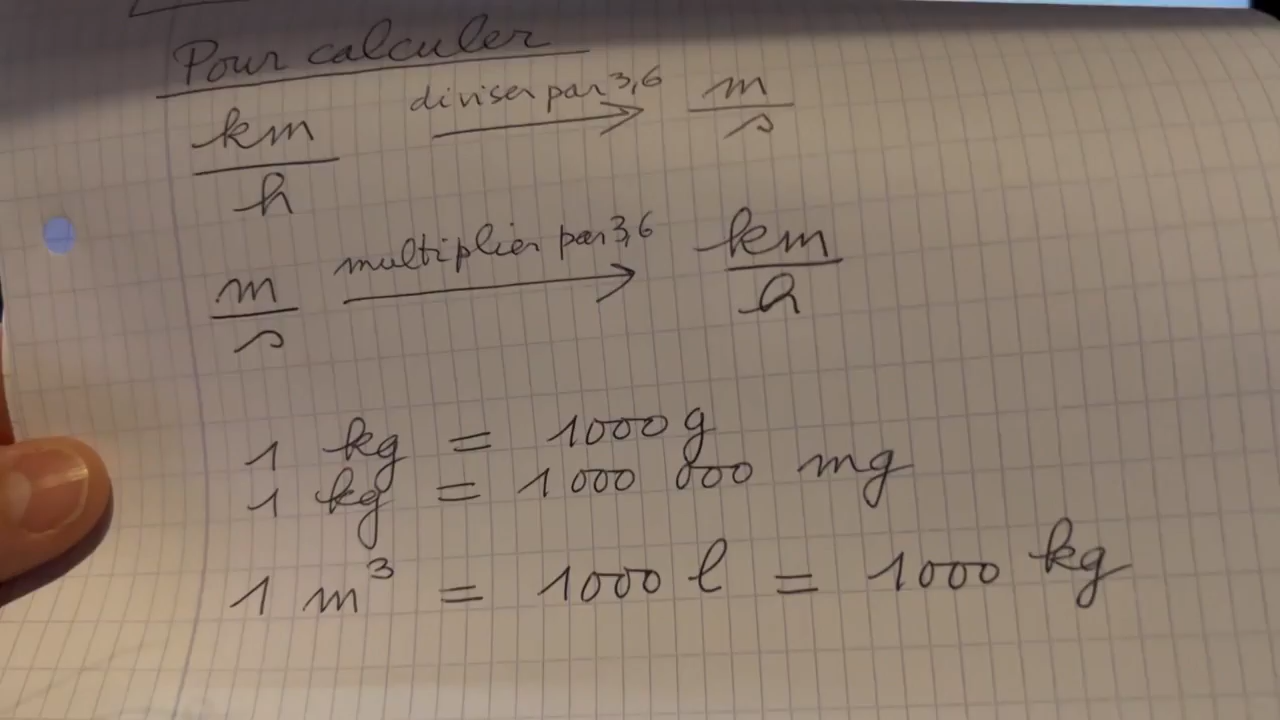 Pour calculer
km/h diviser par 3,6 → m/s
m/s multiplier par 3,6 → km/h
1 kg = 1000 g
1 kg = 1 000 000 mg
1 m³ = 1000 l = 1000 kg